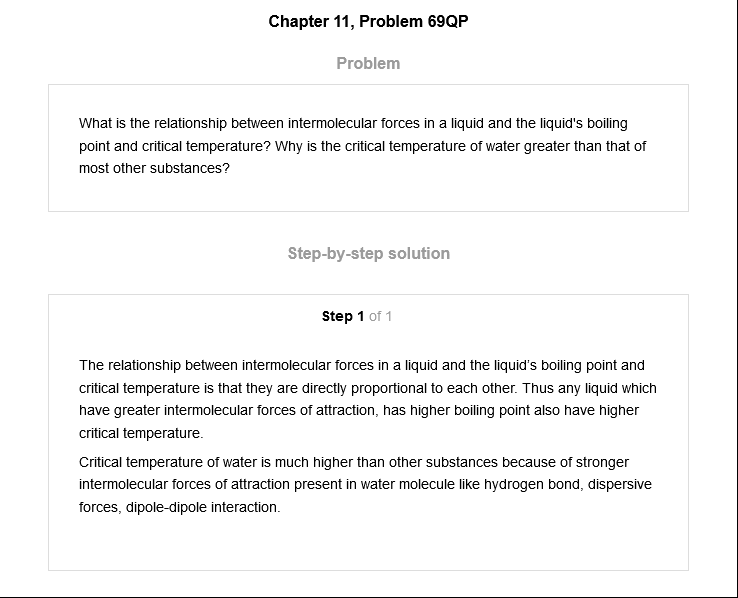 Chapter 11, Problem 69QP
Problem
What is the relationship between intermolecular forces in a liquid and the liquid's boiling
point and critical temperature? Why is the critical temperature of water greater than that of
most other substances?
Step-by-step solution
Step 1 of 1
The relationship between intermolecular forces in a liquid and the liquid’s boiling point and
critical temperature is that they are directly proportional to each other. Thus any liquid which
have greater intermolecular forces of attraction, has higher boiling point also have higher
critical temperature.
Critical temperature of water is much higher than other substances because of stronger
intermolecular forces of attraction present in water molecule like hydrogen bond, dispersive
forces, dipole-dipole interaction.